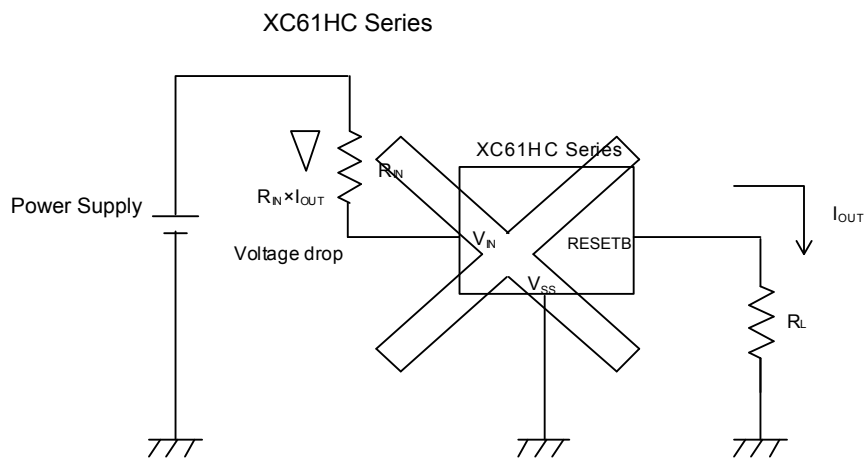 XC61HC Series
XC61HC Series
RIN
RIN×IOUT
Power Supply
IOUT
VIN
RESETB
Voltage drop
VSS
RL